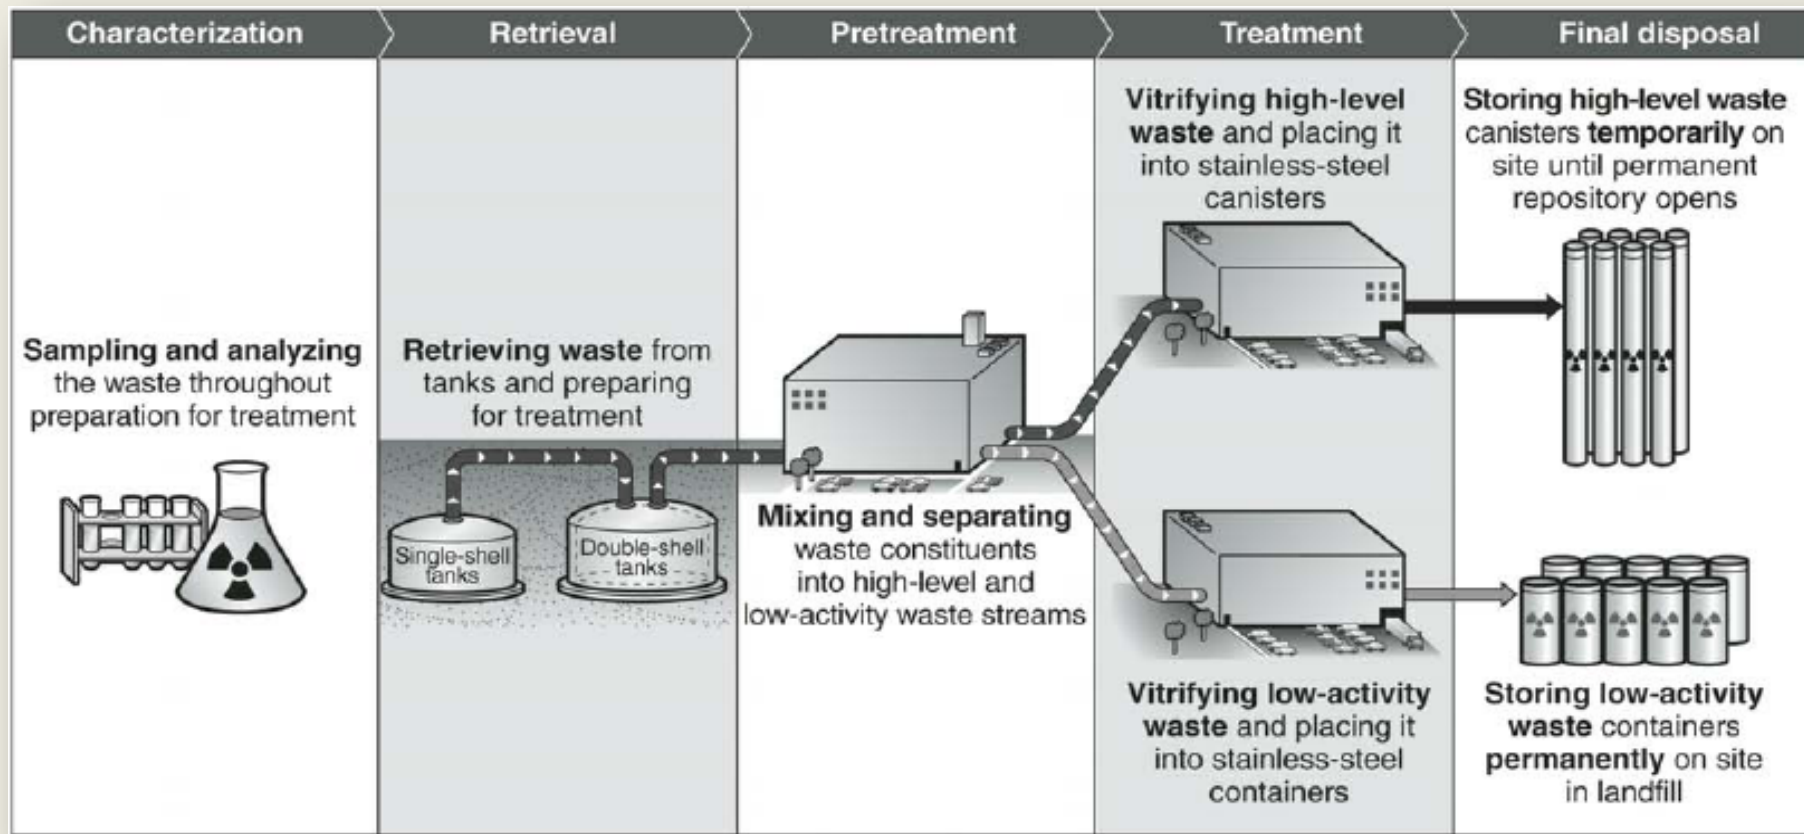 Characterization
Retrieval
Pretreatment
Treatment
Final disposal
Sampling and analyzing
the waste throughout
preparation for treatment
Retrieving waste from
tanks and preparing
for treatment
Single-shell
tanks
Double-shell
tanks
Mixing and separating
waste constituents
into high-level and
low-activity waste streams
Vitrifying high-level
waste and placing it
into stainless-steel
canisters
Vitrifying low-activity
waste and placing it
into stainless-steel
containers
Storing high-level waste
canisters temporarily on
site until permanent
repository opens
Storing low-activity
waste containers
permanently on site
in landfill